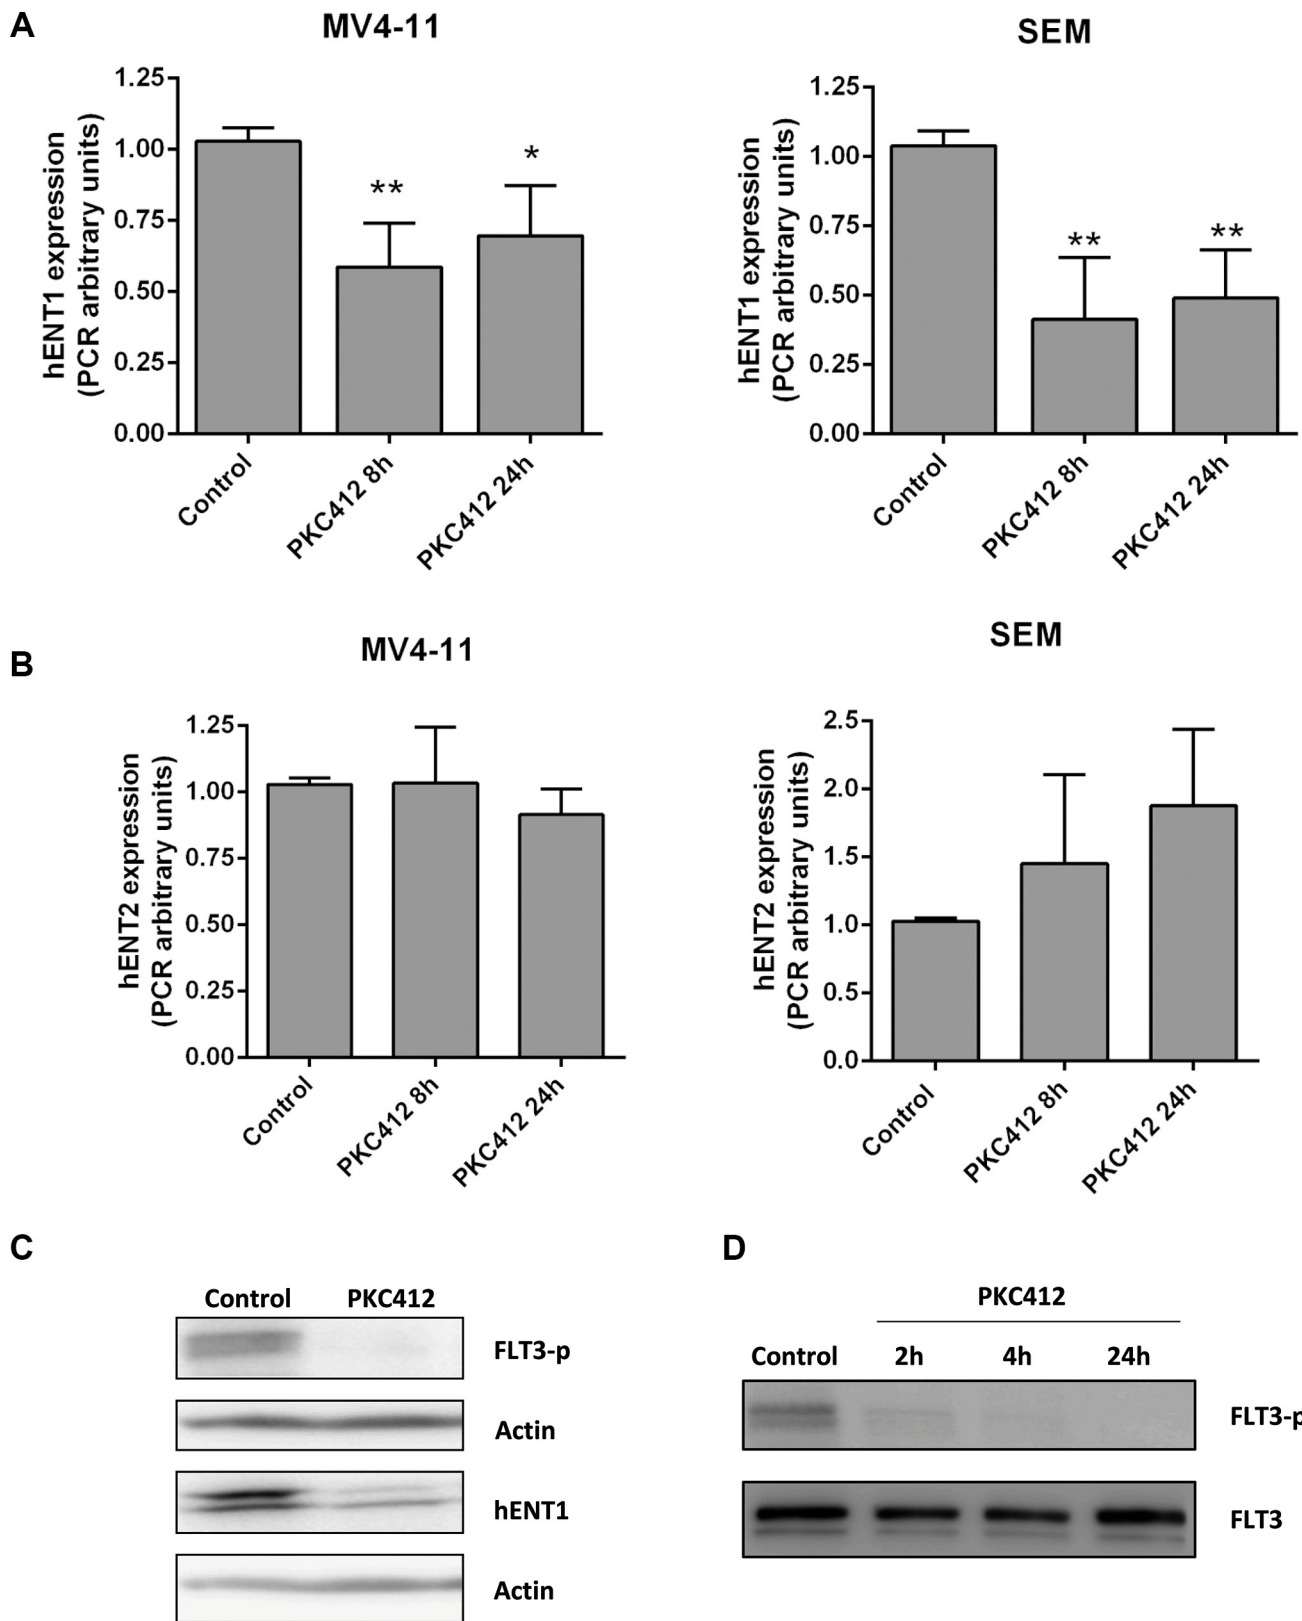 A
MV4-11
SEM
hENT1 expression
(PCR arbitrary units)
1.25
1.00
**
*
0.75
0.50
0.25
0.00
Control
PKC412 8h
PKC412 24h
hENT1 expression
(PCR arbitrary units)
1.25
1.00
0.75
**
**
0.50
0.25
0.00
Control
PKC412 8h
PKC412 24h
B
MV4-11
SEM
hENT2 expression
(PCR arbitrary units)
1.25
1.00
0.75
0.50
0.25
0.00
Control
PKC412 8h
PKC412 24h
hENT2 expression
(PCR arbitrary units)
2.5
2.0
1.5
1.0
0.5
0.0
Control
PKC412 8h
PKC412 24h
C
Control PKC412
FLT3-p
Actin
hENT1
Actin
D
PKC412
Control 2h 4h 24h
FLT3-p
FLT3